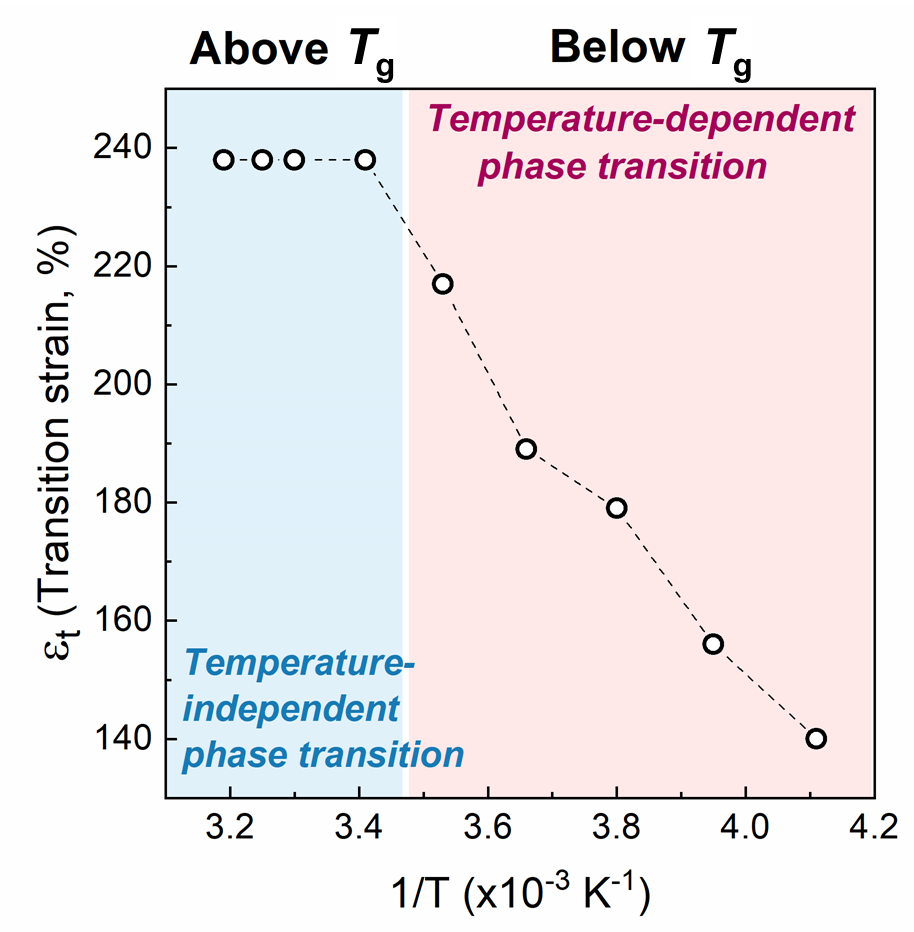 Above Tg
Below Tg
Temperature-dependent
phase transition
240
220
200
180
160
140
εt (Transition strain, %)
Temperature-
independent
phase transition
3.2
3.4
3.6
3.8
4.0
4.2
1/T (x10-3 K-1)